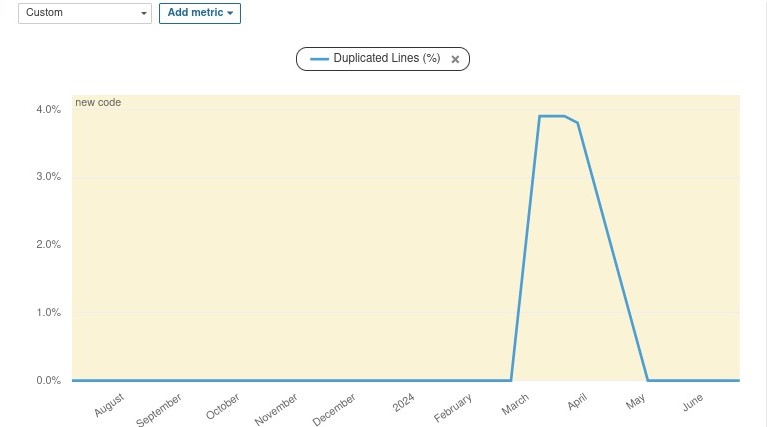 Custom Add metric
Duplicated Lines (%)
new code
4.0%
3.0%
2.0%
1.0%
0.0%
August September October November December 2024 February March April May June